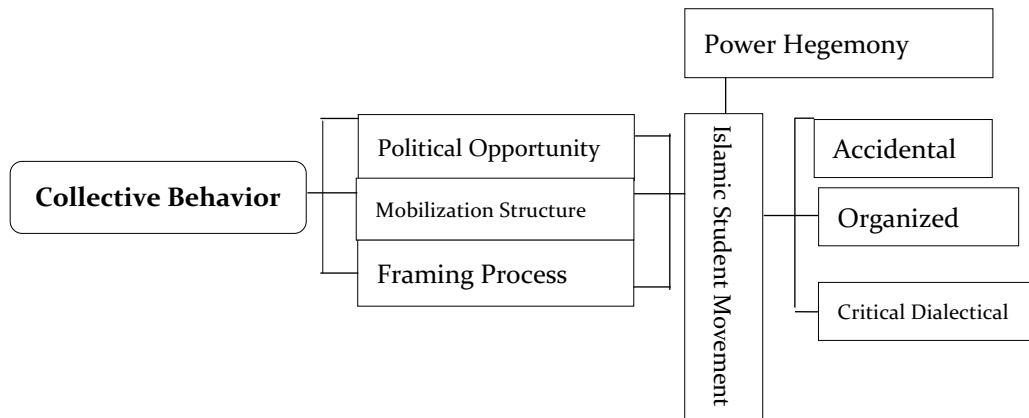 Power Hegemony
Collective Behavior
Political Opportunity
Mobilization Structure
Framing Process
Islamic Student Movement
Accidental
Organized
Critical Dialectical